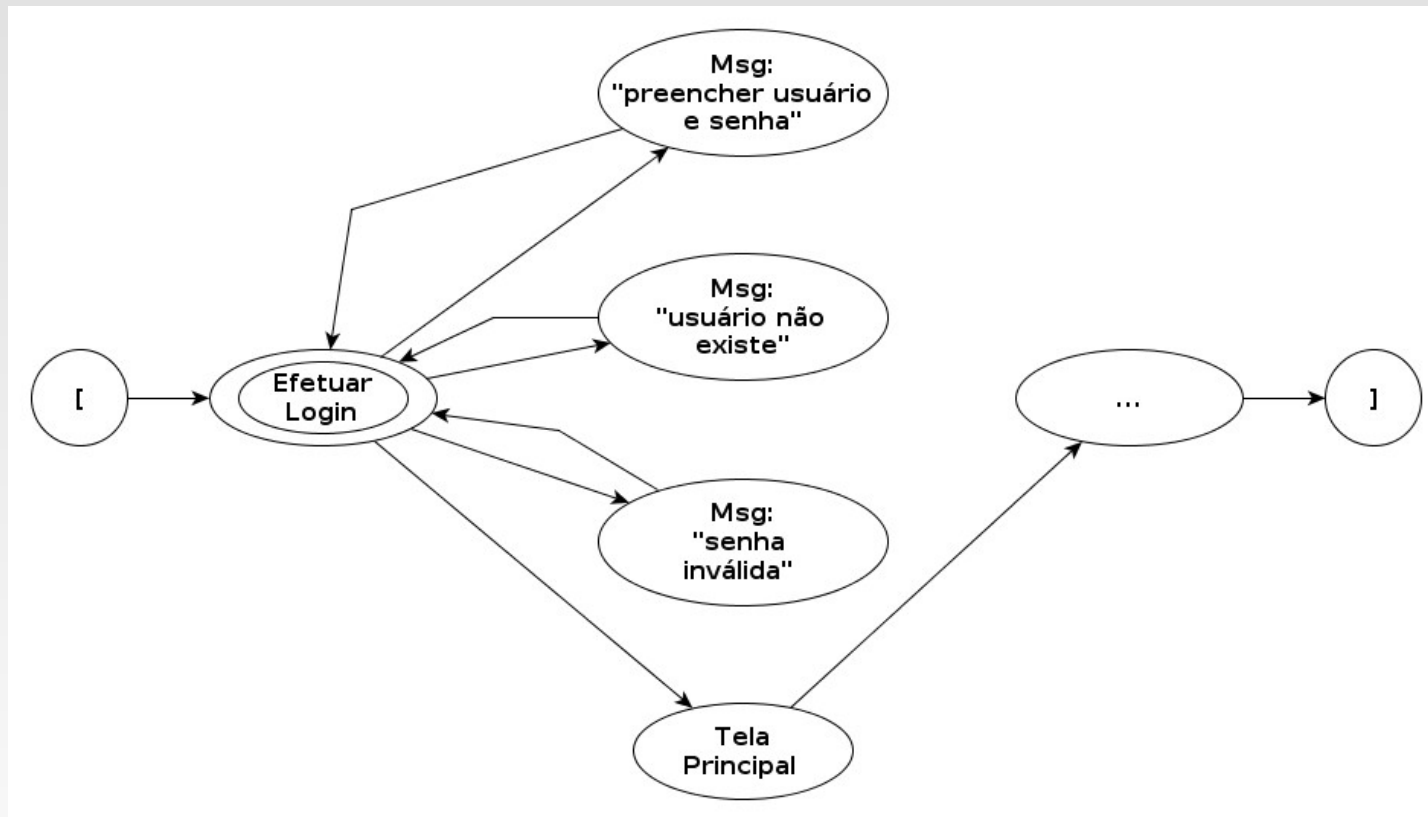 Msg:
"preencher usuário
e senha"
Msg:
"usuário não
existe"
[
Efetuar
Login
...
]
Msg:
"senha
inválida"
Tela
Principal